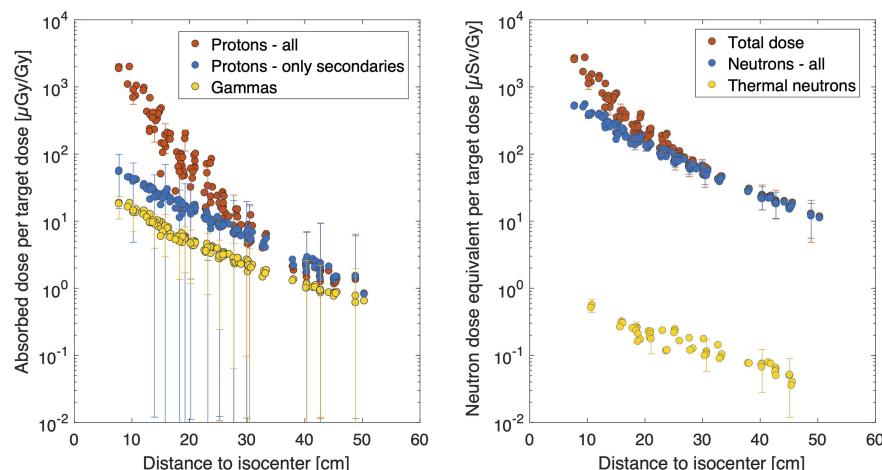 Absorbed dose per target dose [µGy/Gy]
10^4
10^3
10^2
10^1
10^0
10^-1
10^-2
Protons - all
Protons - only secondaries
Gammas
0 10 20 30 40 50 60
Distance to isocenter [cm]
Neutron dose equivalent per target dose [µSv/Gy]
10^4
10^3
10^2
10^1
10^0
10^-1
10^-2
Total dose
Neutrons - all
Thermal neutrons
0 10 20 30 40 50 60
Distance to isocenter [cm]